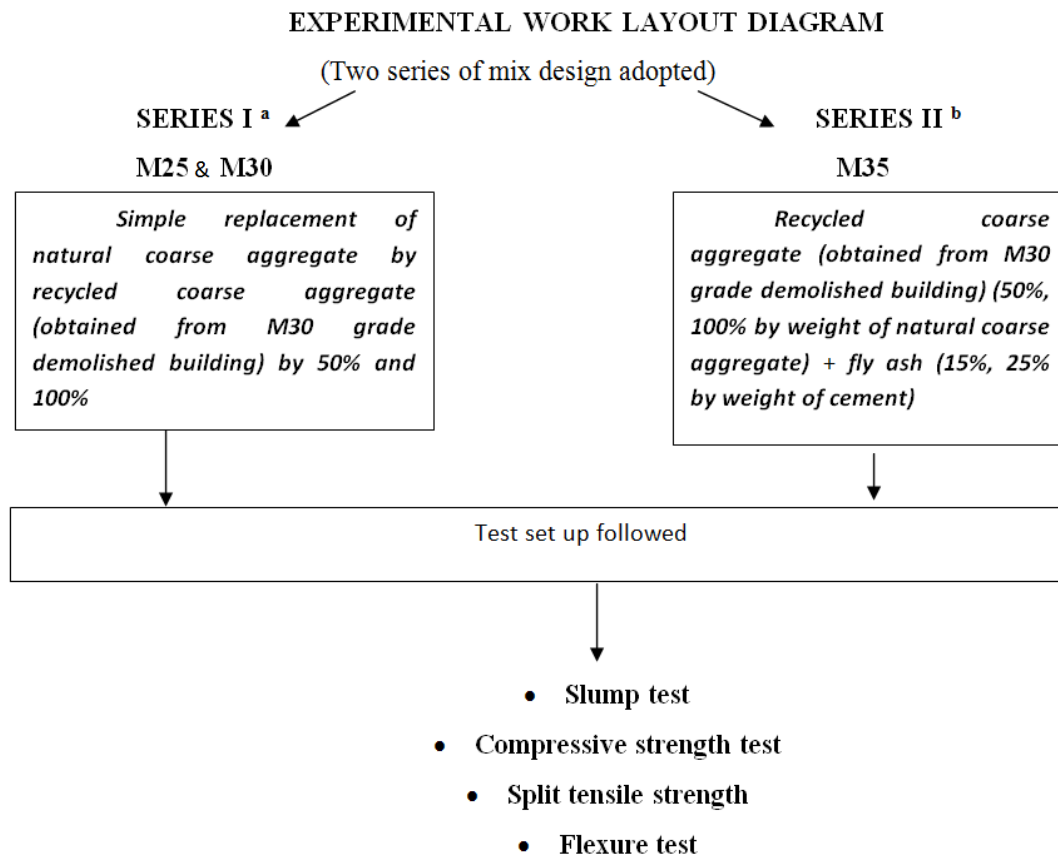 EXPERIMENTAL WORK LAYOUT DIAGRAM
(Two series of mix design adopted)
SERIES I a
M25 & M30
Simple replacement of
natural coarse aggregate by
recycled coarse aggregate
(obtained from M30 grade
demolished building) by 50% and
100%
SERIES II b
M35
Recycled coarse
aggregate (obtained from M30
grade demolished building) (50%,
100% by weight of natural coarse
aggregate) + fly ash (15%, 25%
by weight of cement)
Test set up followed
• Slump test
• Compressive strength test
• Split tensile strength
• Flexure test